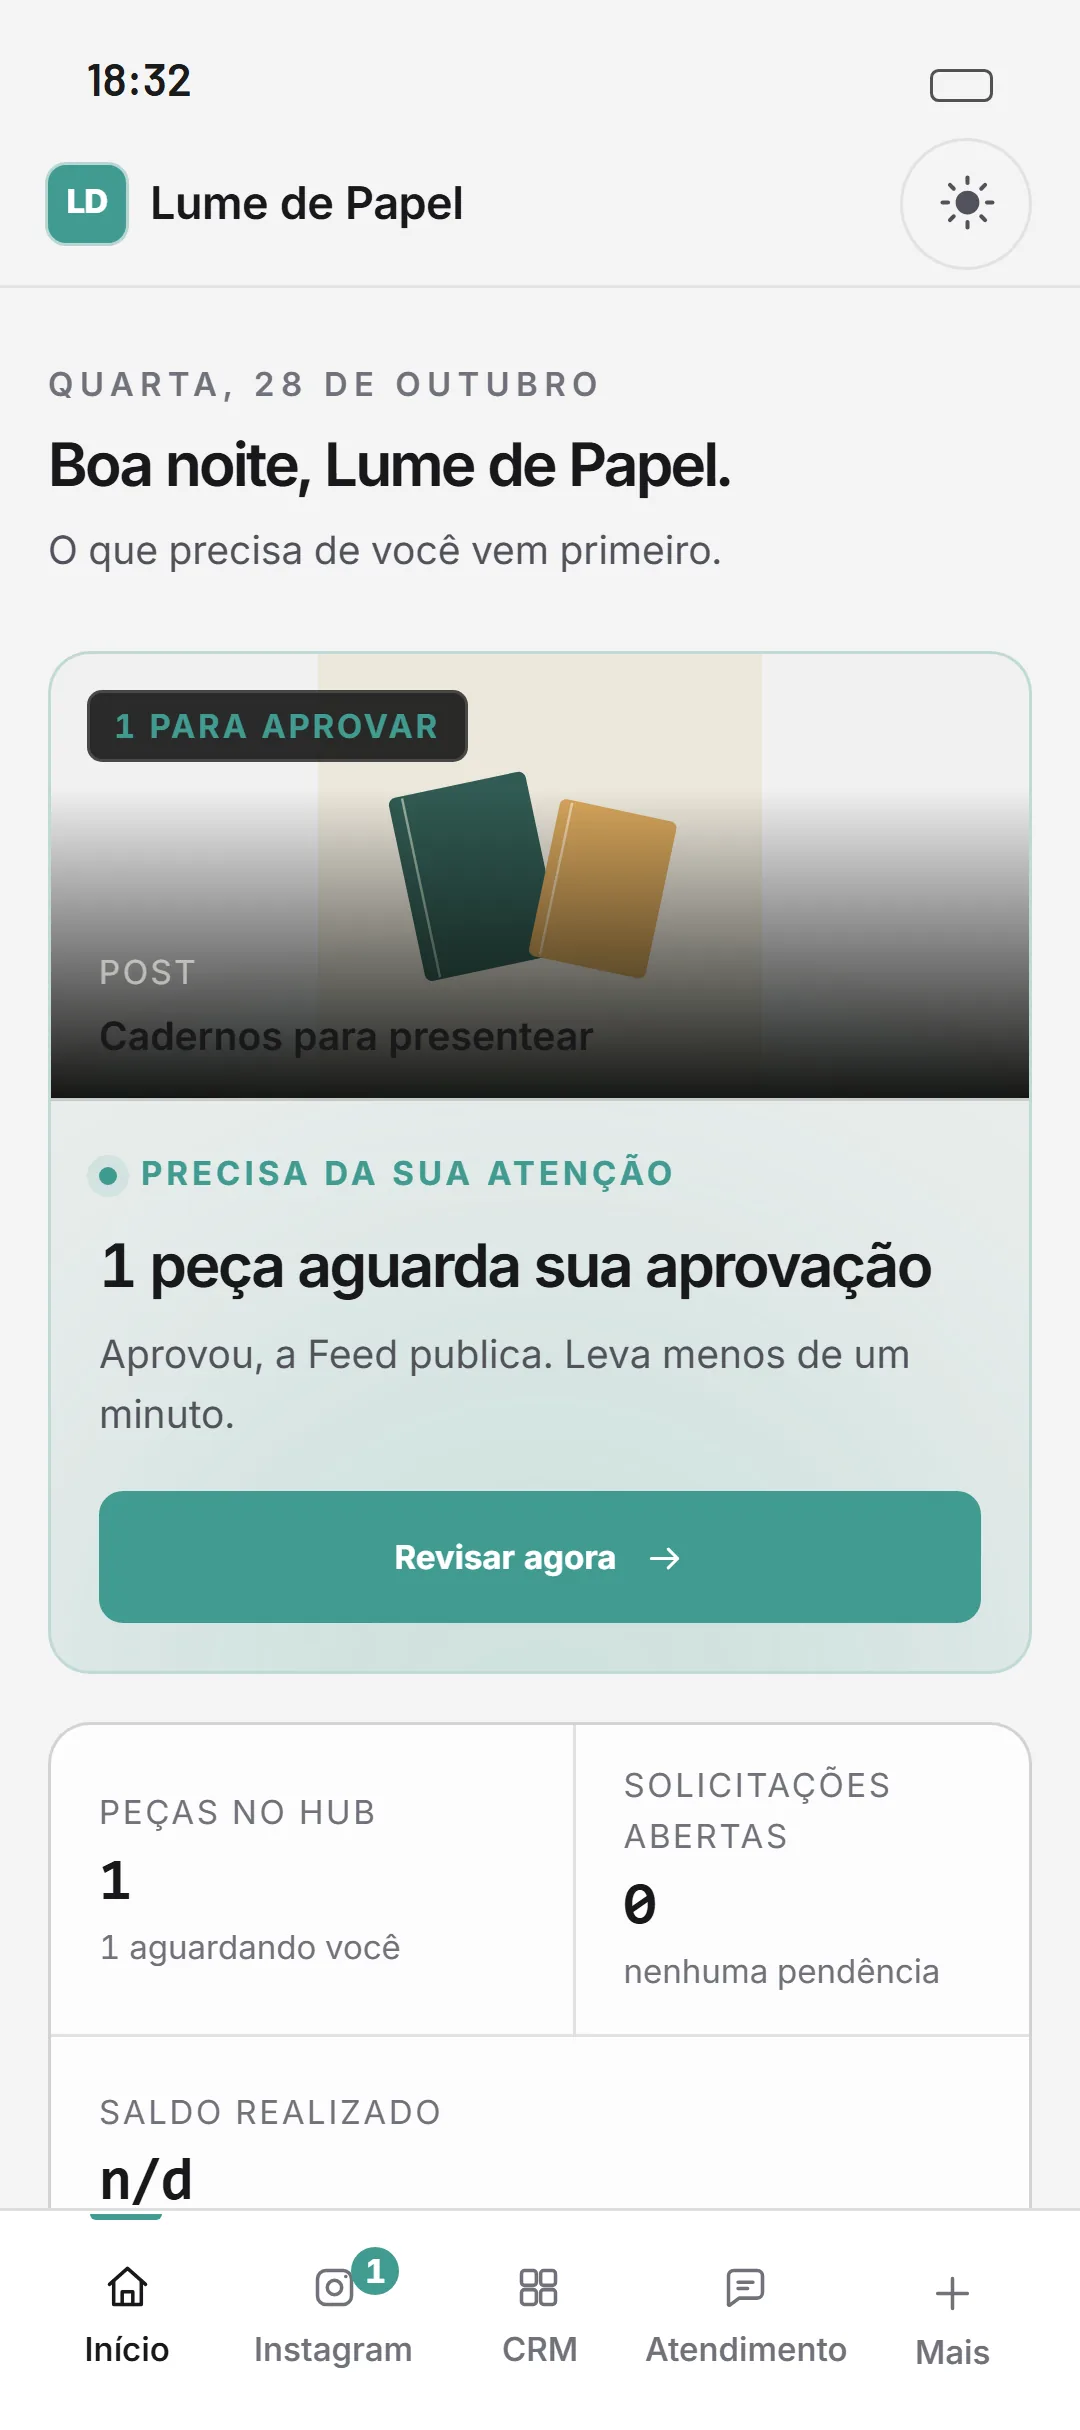 18:32
LD
Lume de Papel
QUARTA, 28 DE OUTUBRO
Boa noite, Lume de Papel.
O que precisa de você vem primeiro.
1 PARA APROVAR
POST
Cadernos para presentear
PRECISA DA SUA ATENÇÃO
1 peça aguarda sua aprovação
Aprovou, a Feed publica. Leva menos de um
minuto.
Revisar agora →
PEÇAS NO HUB
1
1 aguardando você
SOLICITAÇÕES
ABERTAS
0
nenhuma pendência
SALDO REALIZADO
n/d
1
Início
Instagram
CRM
Atendimento
Mais